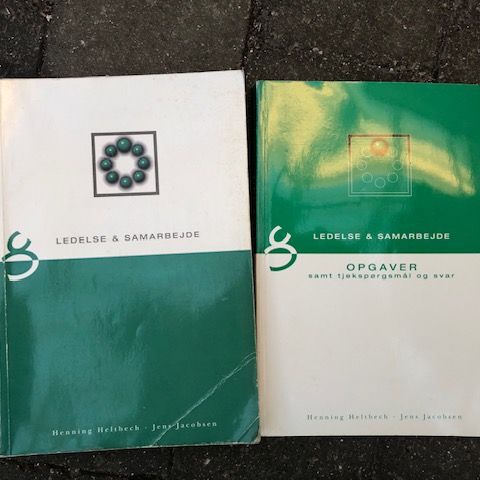 LEDELSE & SAMARBEJDE
Henning Heltbech · Jens Jacobsen
LEDELSE & SAMARBEJDE
OPGAVER
samt tjekspørgsmål og svar
Henning Heltbech · Jens Jacobsen